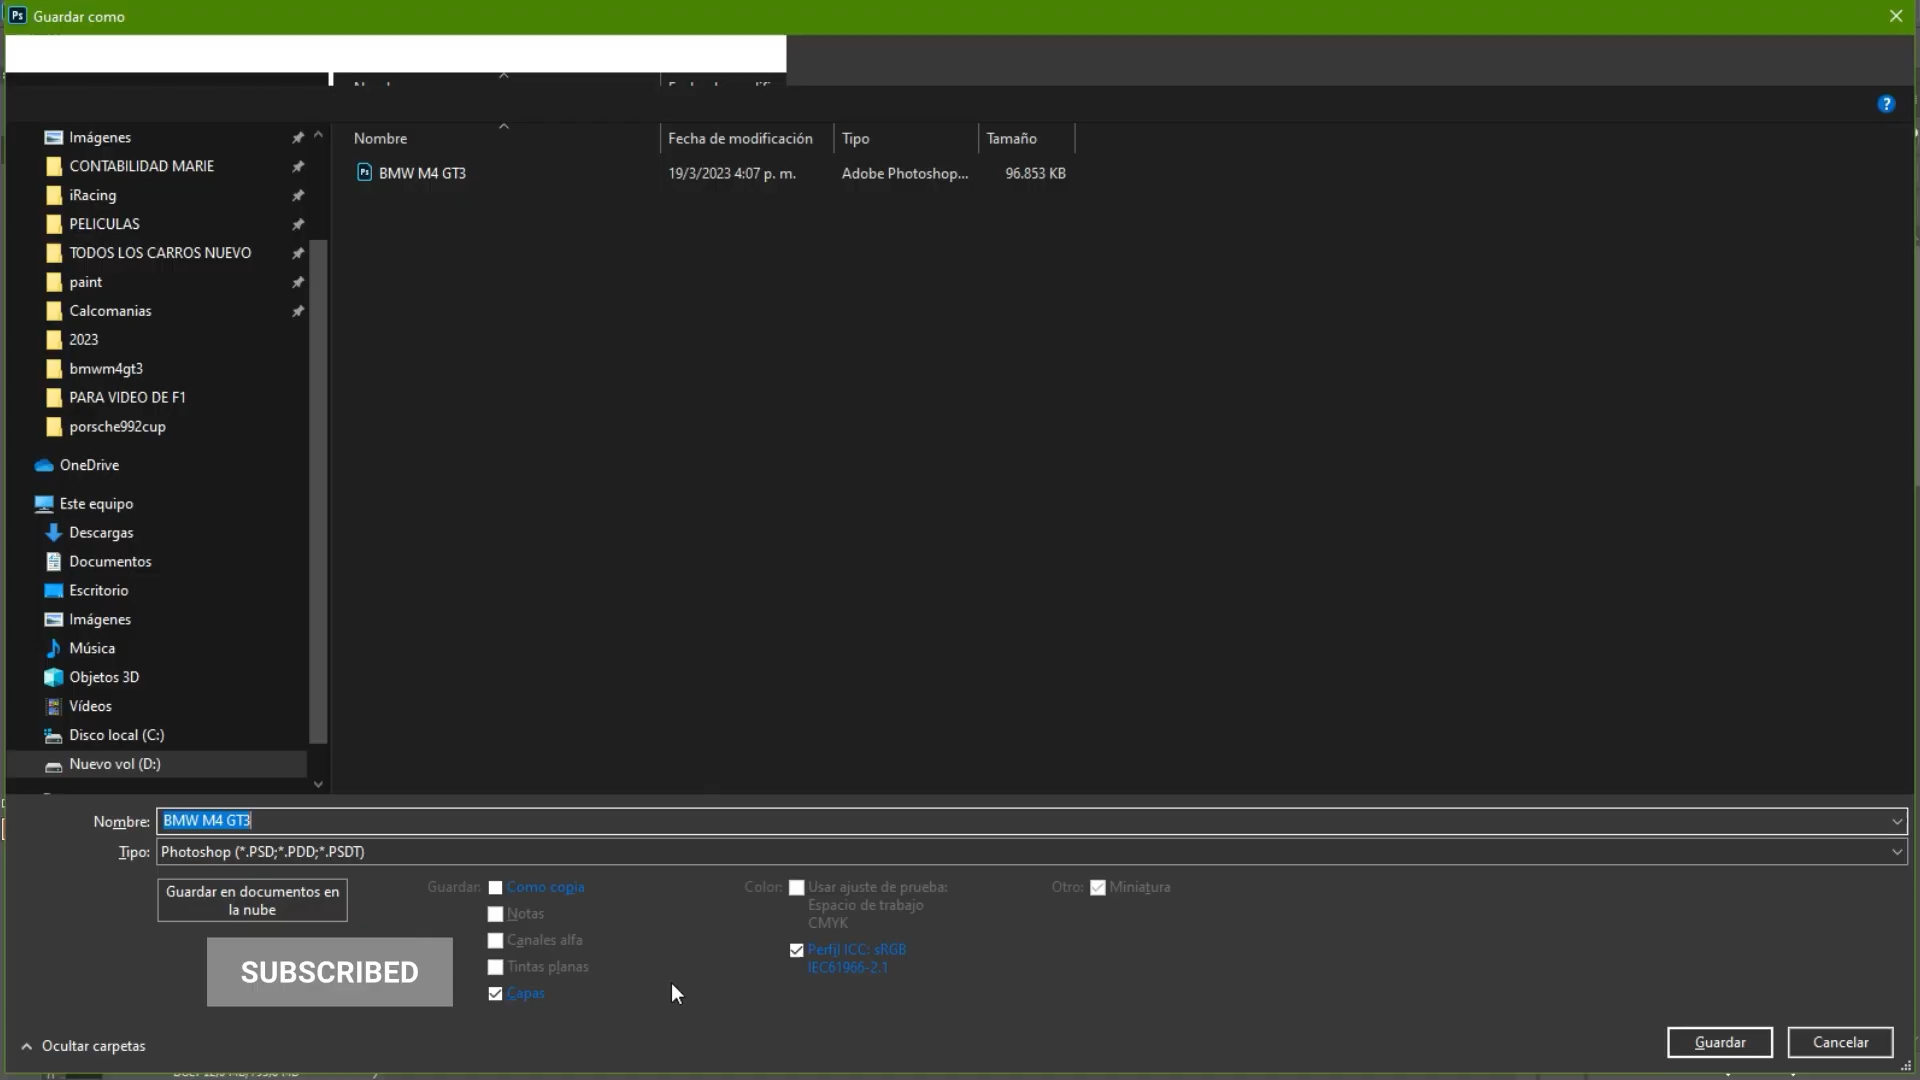 Ps Guardar como
Nombre
Fecha de modificación
Tipo
Tamaño
Ps BMW M4 GT3
19/3/2023 4:07 p. m.
Adobe Photoshop...
96.853 KB
Imágenes
CONTABILIDAD MARIE
iRacing
PELICULAS
TODOS LOS CARROS NUEVO
paint
Calcomanias
2023
bmwm4gt3
PARA VIDEO DE F1
porsche992cup
OneDrive
Este equipo
Descargas
Documentos
Escritorio
Imágenes
Música
Objetos 3D
Vídeos
Disco local (C:)
Nuevo vol (D:)
Nombre: BMW M4 GT3
Tipo: Photoshop (*.PSD;*.PDD;*.PSDT)
Guardar en documentos en
la nube
Guardar: Como copia
Notas
Canales alfa
Tintas planas
Capas
Color: Usar ajuste de prueba:
Espacio de trabajo
CMYK
Perfil ICC: sRGB
IEC61966-2.1
Otro: Miniatura
SUBSCRIBED
Ocultar carpetas
Guardar
Cancelar